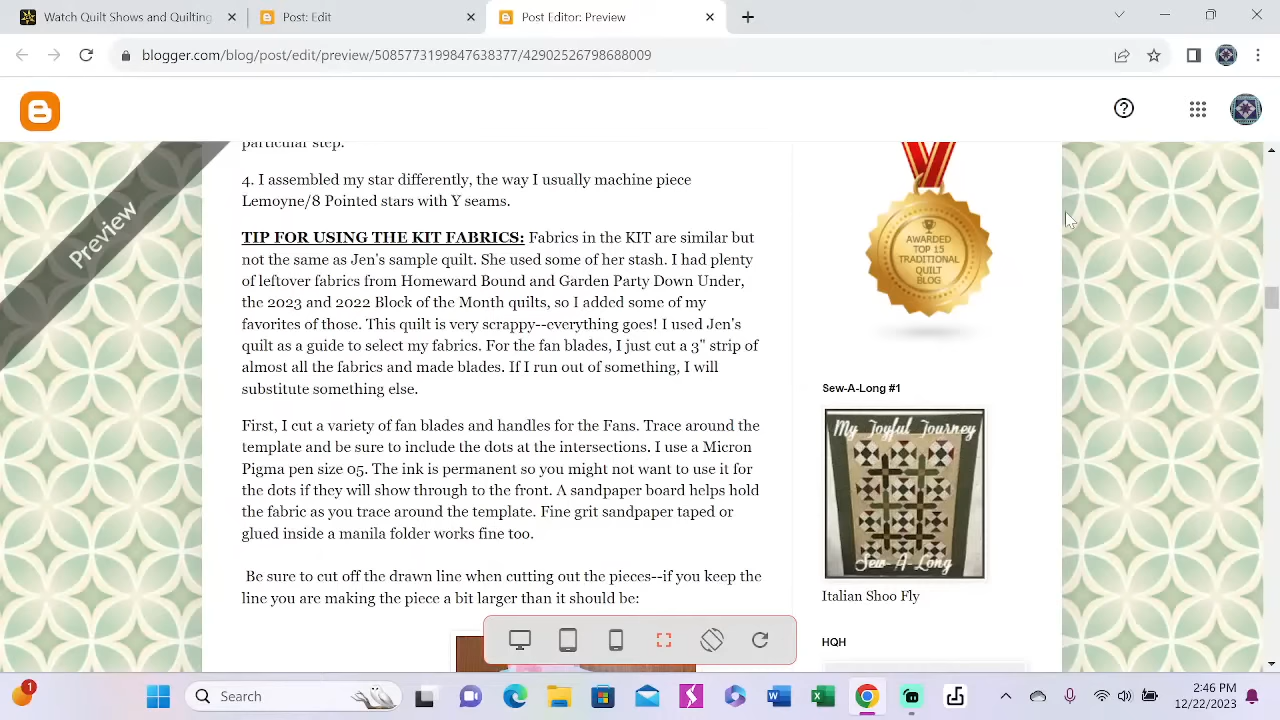 Watch Quilt Shows and Quilting
Post: Edit
Post Editor: Preview
blogger.com/blog/post/edit/preview/5085773199847638377/42902526798688009
Preview
particular step.
4. I assembled my star differently, the way I usually machine piece
Lemoyne/8 Pointed stars with Y seams.
TIP FOR USING THE KIT FABRICS: Fabrics in the KIT are similar but
not the same as Jen's sample quilt. She used some of her stash. I had plenty
of leftover fabrics from Homeward Bound and Garden Party Down Under,
the 2023 and 2022 Block of the Month quilts, so I added some of my
favorites of those. This quilt is very scrappy--everything goes! I used Jen's
quilt as a guide to select my fabrics. For the fan blades, I just cut a 3" strip of
almost all the fabrics and made blades. If I run out of something, I will
substitute something else.
First, I cut a variety of fan blades and handles for the Fans. Trace around the
template and be sure to include the dots at the intersections. I use a Micron
Pigma pen size 05. The ink is permanent so you might not want to use it for
the dots if they will show through to the front. A sandpaper board helps hold
the fabric as you trace around the template. Fine grit sandpaper taped or
glued inside a manila folder works fine too.
Be sure to cut off the drawn line when cutting out the pieces--if you keep the
line you are making the piece a bit larger than it should be:
AWARDED
TOP 15
TRADITIONAL
QUILT
BLOG
Sew-A-Long #1
My Joyful Journey
Sew-A-Long
Italian Shoo Fly
HQH
1
Search
2:46 PM
12/22/2023